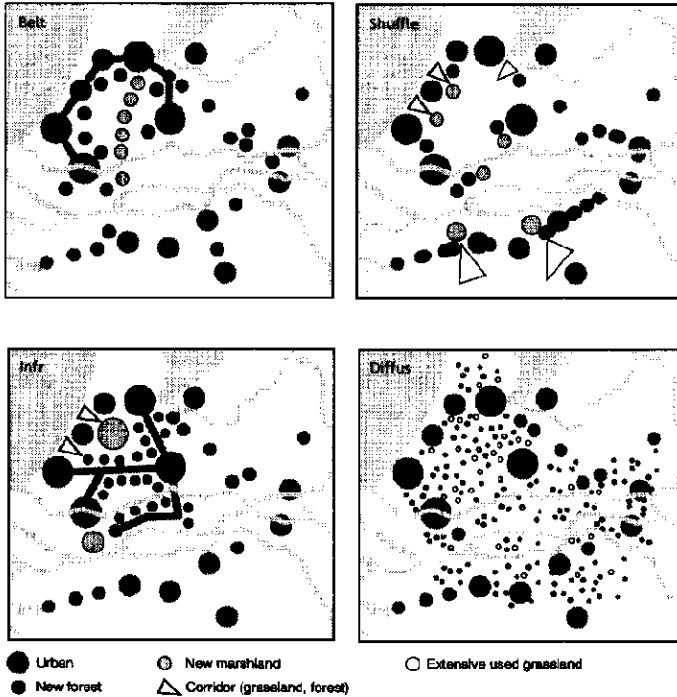 Belt
Shuffle
Infr
Diffus
Urban
New marshland
Extensive used grassland
New forest
Corridor (grassland, forest)